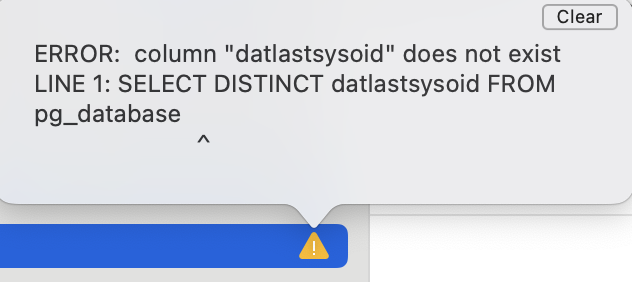 Clear
ERROR:  column "datlastsysoid" does not exist
LINE 1: SELECT DISTINCT datlastsysoid FROM
pg_database
^